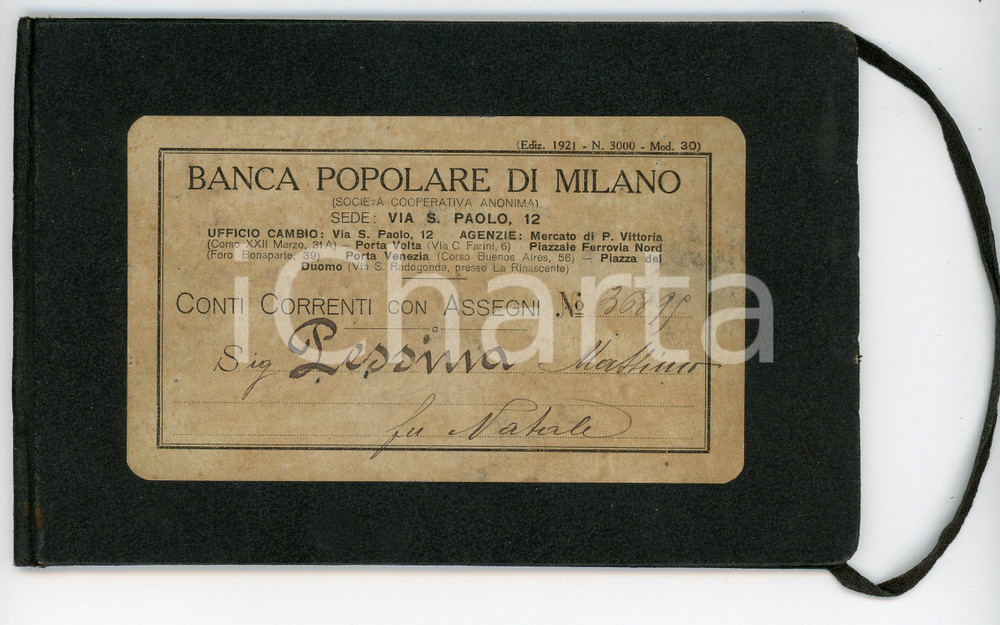 (Ediz. 1921 - N. 3000 - Mod. 30)
BANCA POPOLARE DI MILANO
(SOCIETÀ COOPERATIVA ANONIMA)
SEDE: VIA S. PAOLO, 12
UFFICIO CAMBIO: Via S. Paolo, 12 AGENZIE: Mercato di P. Vittoria
(Corso XXII Marzo, 31A) - Porta Volta (Via C. Farini, 6) - Piazzale Ferrovia Nord
(Foro Bonaparte, 39) - Porta Venezia (Corso Buenos Aires, 56) - Piazza del
Duomo (Via S. Radegonda, presso La Rinascente)
CONTI CORRENTI CON ASSEGNI Nº
Sig Pessina Massimo
fu Natale
iCharta